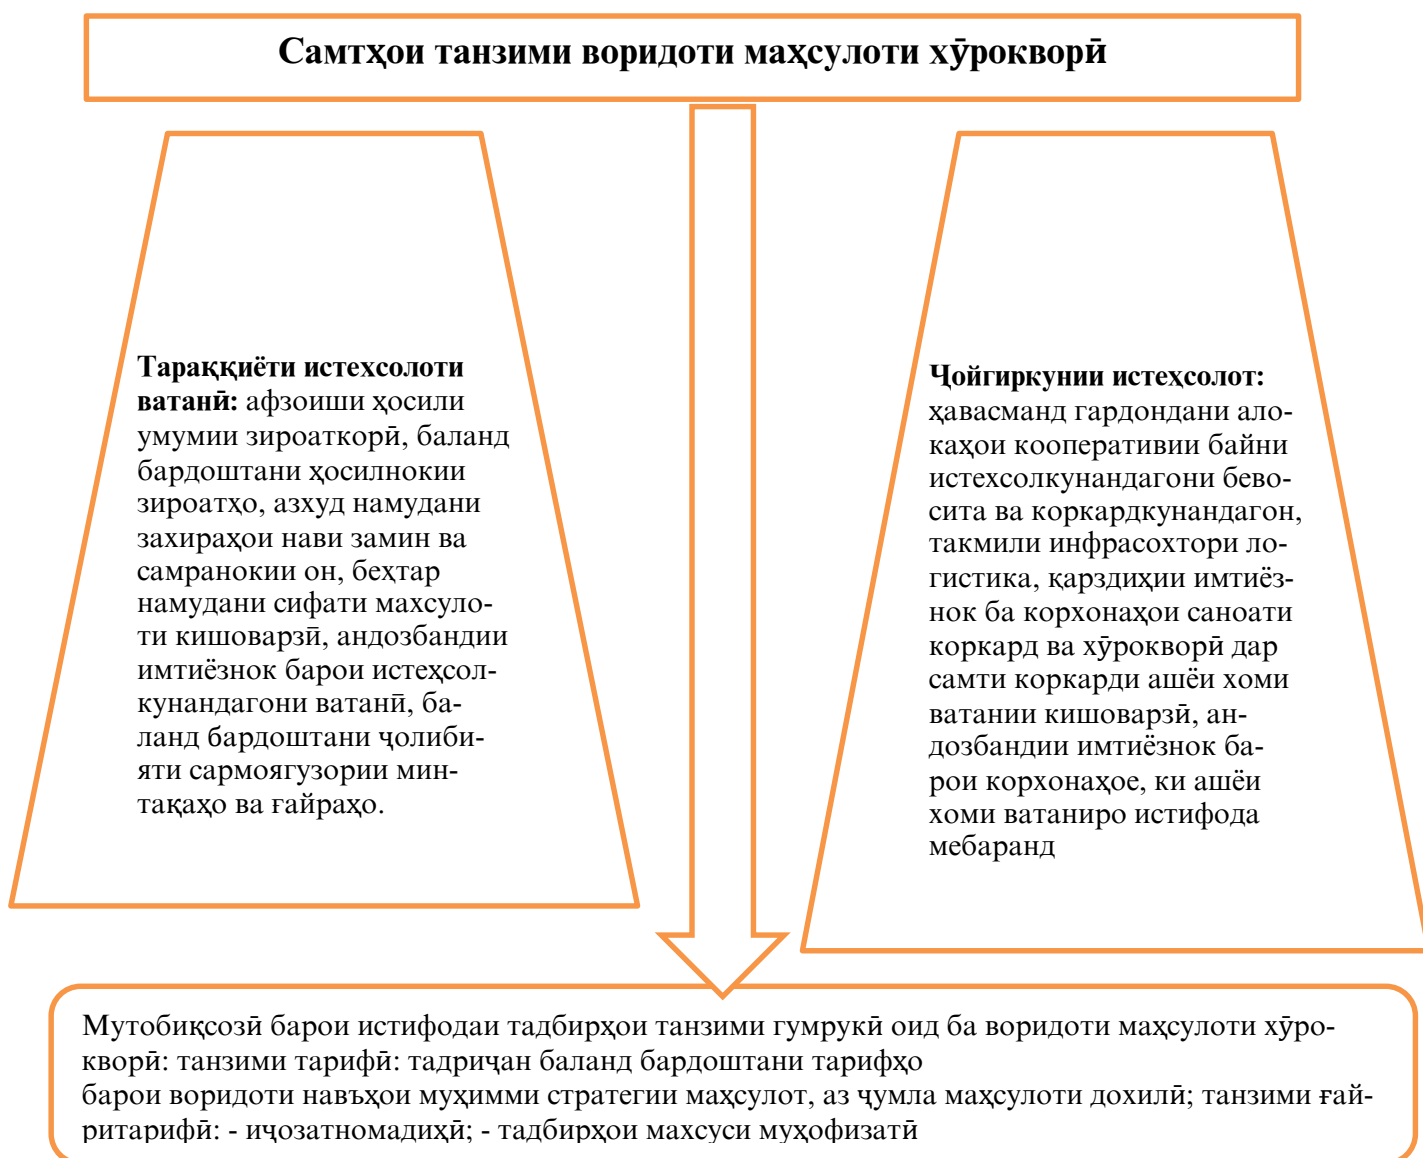 Самтҳои танзими воридоти маҳсулоти хӯрокворӣ
Тараққиёти истехсолоти
ватанӣ: афзоиши ҳосили
умумии зироаткорӣ, баланд
бардоштани ҳосилнокии
зироатҳо, азхуд намудани
захираҳои нави замин ва
самранокии он, беҳтар
намудани сифати махсуло-
ти кишоварзӣ, андозбандии
имтиёзнок барои истеҳсол-
кунандагони ватанӣ, ба-
ланд бардоштани ҷолиби-
яти сармоягузории мин-
тақаҳо ва ғайраҳо.
Ҷойгиркунии истеҳсолот:
ҳавасманд гардондани ало-
каҳои кооперативии байни
истехсолкунандагони бево-
сита ва коркардкунандагон,
такмили инфрасохтори ло-
гистика, қарздиҳии имтиёз-
нок ба корхонаҳои саноати
коркард ва хӯрокворӣ дар
самти коркарди ашёи хоми
ватании кишоварзӣ, ан-
дозбандии имтиёзнок ба-
рои корхонаҳое, ки ашёи
хоми ватаниро истифода
мебаранд
Мутобиқсозӣ барои истифодаи тадбирҳои танзими гумрукӣ оид ба воридоти маҳсулоти хӯро-
кворӣ: танзими тарифӣ: тадриҷан баланд бардоштани тарифҳо
барои воридоти навъҳои муҳимми стратегии маҳсулот, аз ҷумла маҳсулоти дохилӣ; танзими ғай-
ритарифӣ: - иҷозатномадиҳӣ; - тадбирҳои махсуси муҳофизатӣ